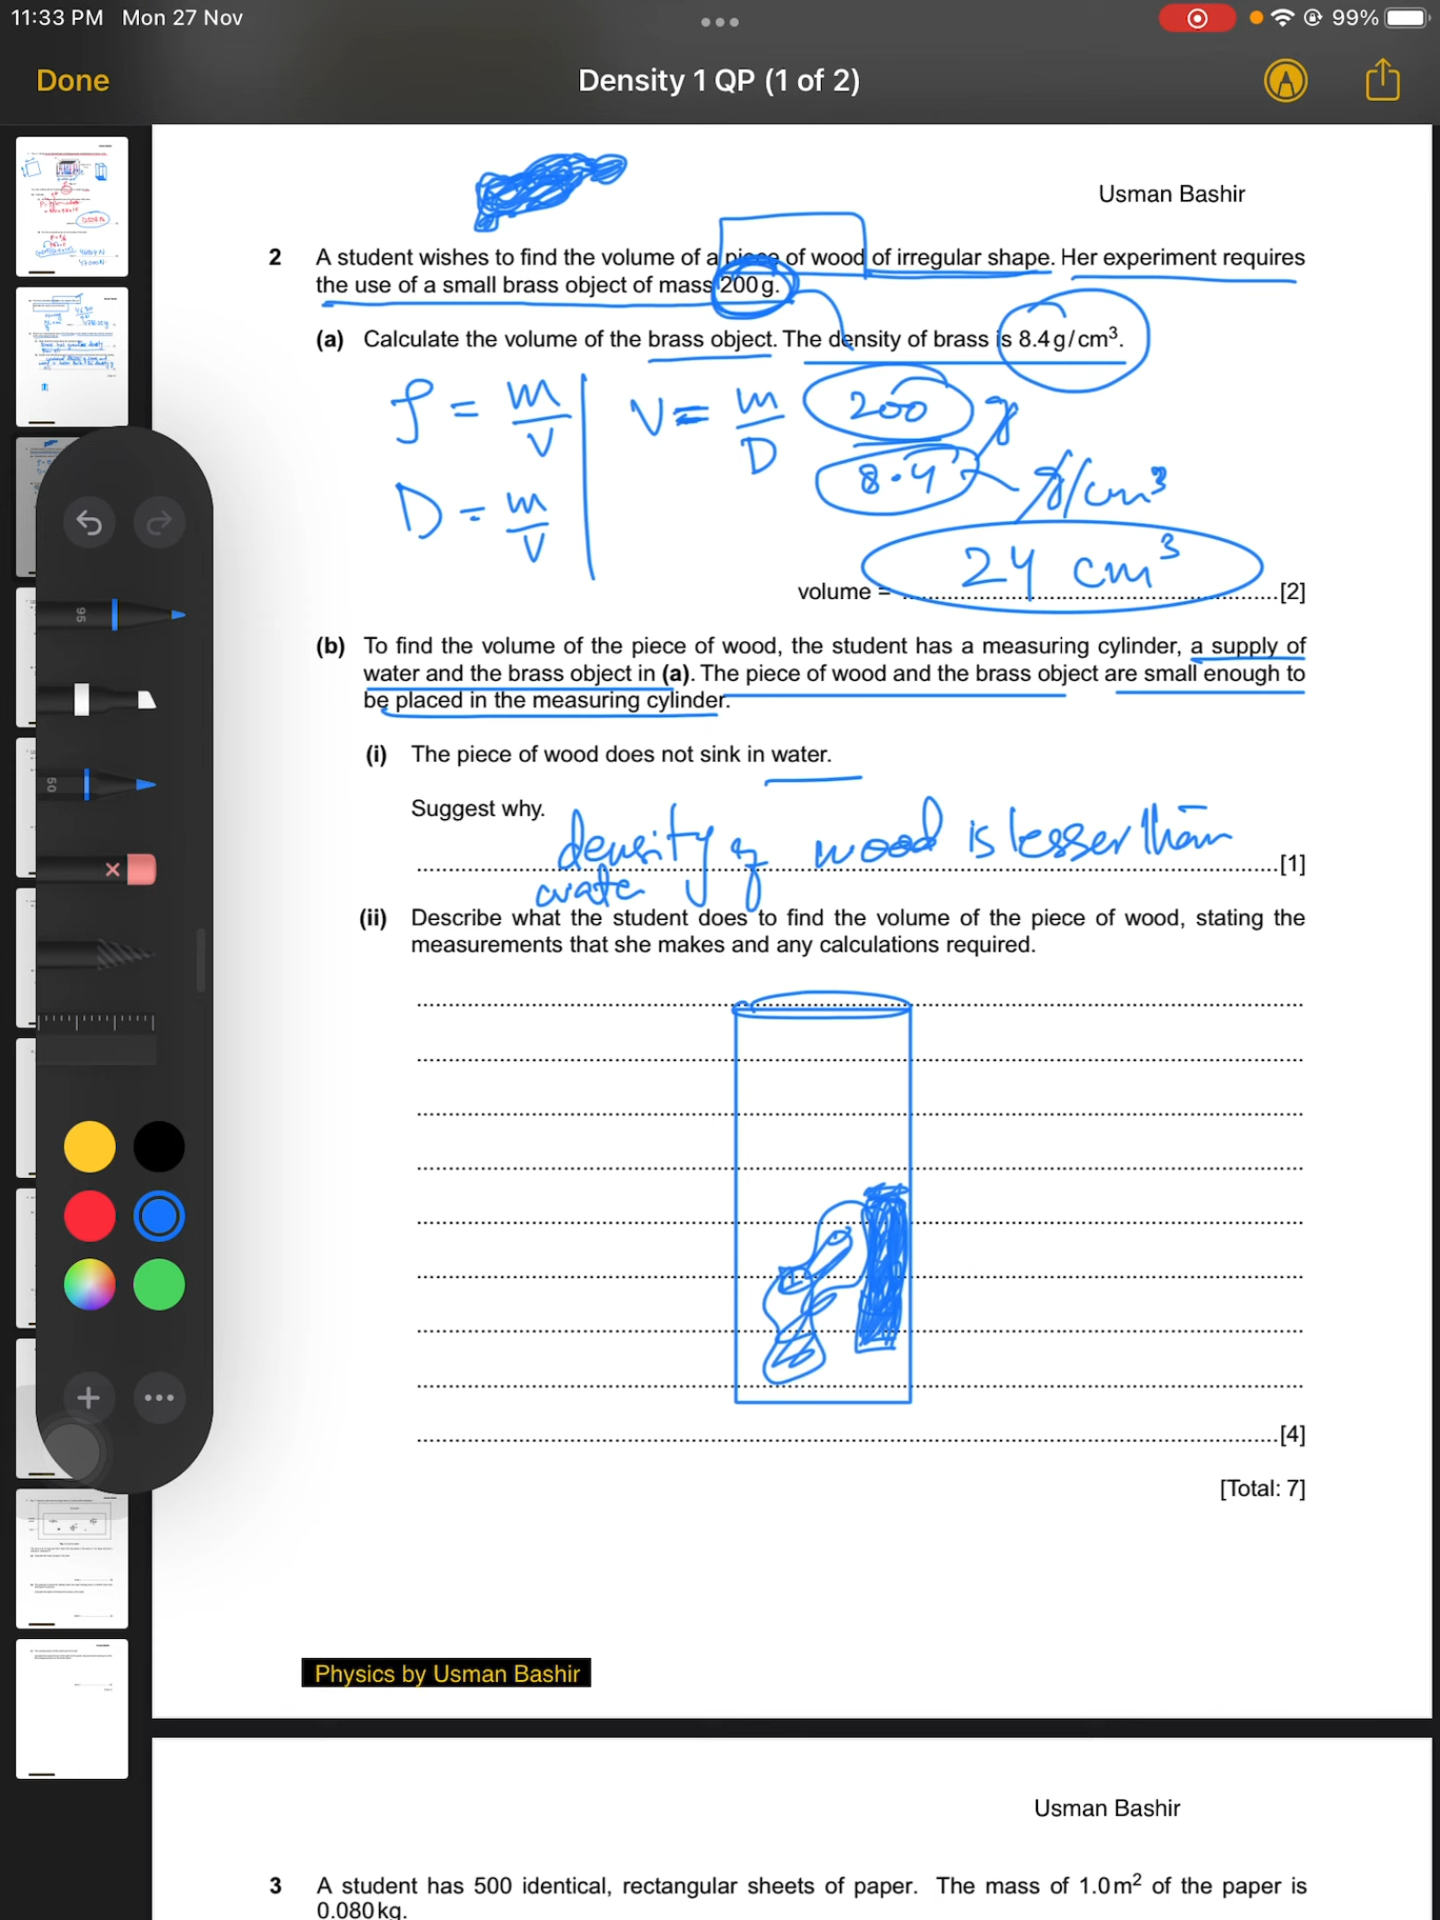 11:33 PM Mon 27 Nov
99%
Done
Density 1 QP (1 of 2)
Usman Bashir
2 A student wishes to find the volume of a piece of wood of irregular shape. Her experiment requires
the use of a small brass object of mass 200 g.
(a) Calculate the volume of the brass object. The density of brass is 8.4 g/cm³.
ρ = m/V
V = m/D 200 g
8.4 g/cm³
D = m/V
24 cm³
volume = ........ [2]
(b) To find the volume of the piece of wood, the student has a measuring cylinder, a supply of
water and the brass object in (a). The piece of wood and the brass object are small enough to
be placed in the measuring cylinder.
(i) The piece of wood does not sink in water.
Suggest why.
density of wood is lesser than
[1]
water
(ii) Describe what the student does to find the volume of the piece of wood, stating the
measurements that she makes and any calculations required.
[4]
[Total: 7]
Physics by Usman Bashir
Usman Bashir
3 A student has 500 identical, rectangular sheets of paper. The mass of 1.0 m² of the paper is
0.080 kg.
95
50